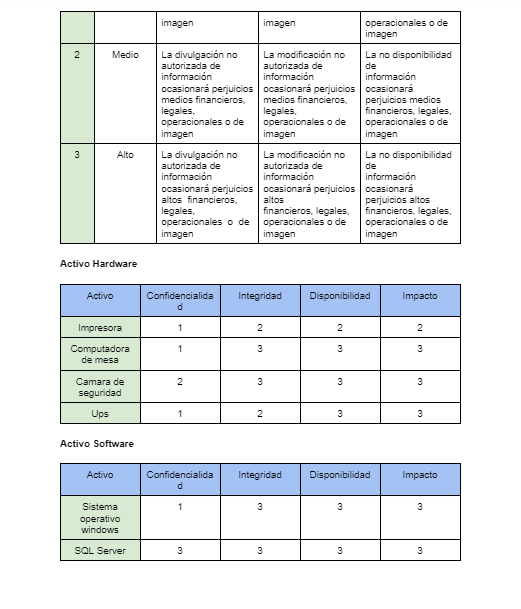 imagen imagen operacionales o de
imagen
2 Medio La divulgación no La modificación no La no disponibilidad
autorizada de autorizada de de
información información información
ocasionará perjuicios ocasionará perjuicios ocasionará
medios financieros, medios financieros, perjuicios medios
legales, legales, financieros, legales,
operacionales o de operacionales o de operacionales o de
imagen imagen imagen
3 Alto La divulgación no La modificación no La no disponibilidad
autorizada de autorizada de de
información información información
ocasionará perjuicios ocasionará perjuicios ocasionará
altos financieros, altos perjuicios altos
legales, financieros, legales, financieros, legales,
operacionales o de operacionales o de operacionales o de
imagen imagen imagen
Activo Hardware
Activo Confidencialida Integridad Disponibilidad Impacto
d
Impresora 1 2 2 2
Computadora 1 3 3 3
de mesa
Camara de 2 3 3 3
seguridad
Ups 1 2 3 3
Activo Software
Activo Confidencialida Integridad Disponibilidad Impacto
d
Sistema 1 3 3 3
operativo
windows
SQL Server 3 3 3 3